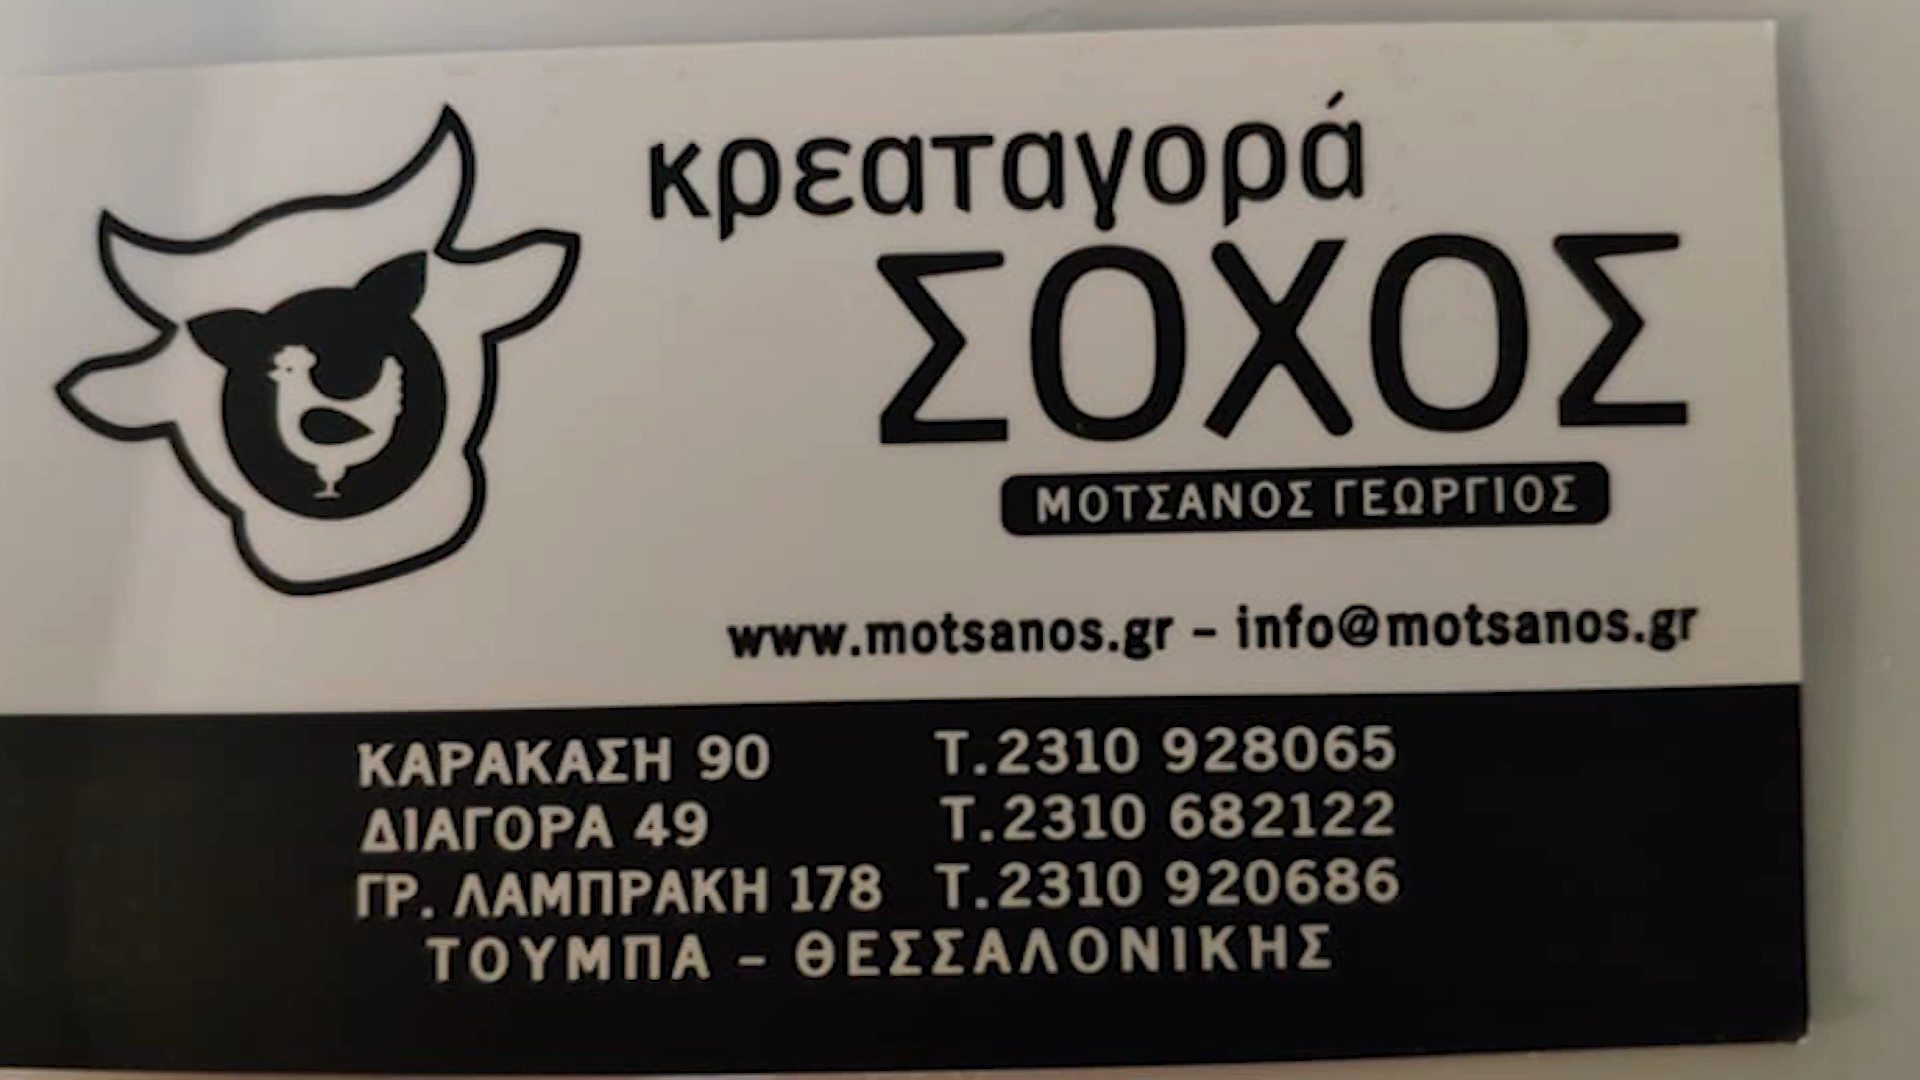 κρεαταγορά
ΣΟΧΟΣ
ΜΟΤΣΑΝΟΣ ΓΕΩΡΓΙΟΣ
www.motsanos.gr - info@motsanos.gr
ΚΑΡΑΚΑΣΗ 90 Τ.2310 928065
ΔΙΑΓΟΡΑ 49 Τ.2310 682122
ΓΡ. ΛΑΜΠΡΑΚΗ 178 Τ.2310 920686
ΤΟΥΜΠΑ - ΘΕΣΣΑΛΟΝΙΚΗΣ